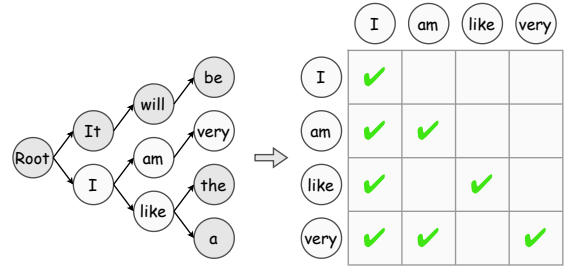 I am like very
be
I
will
It
very
am
am
Root
I
the
like
like
a
very